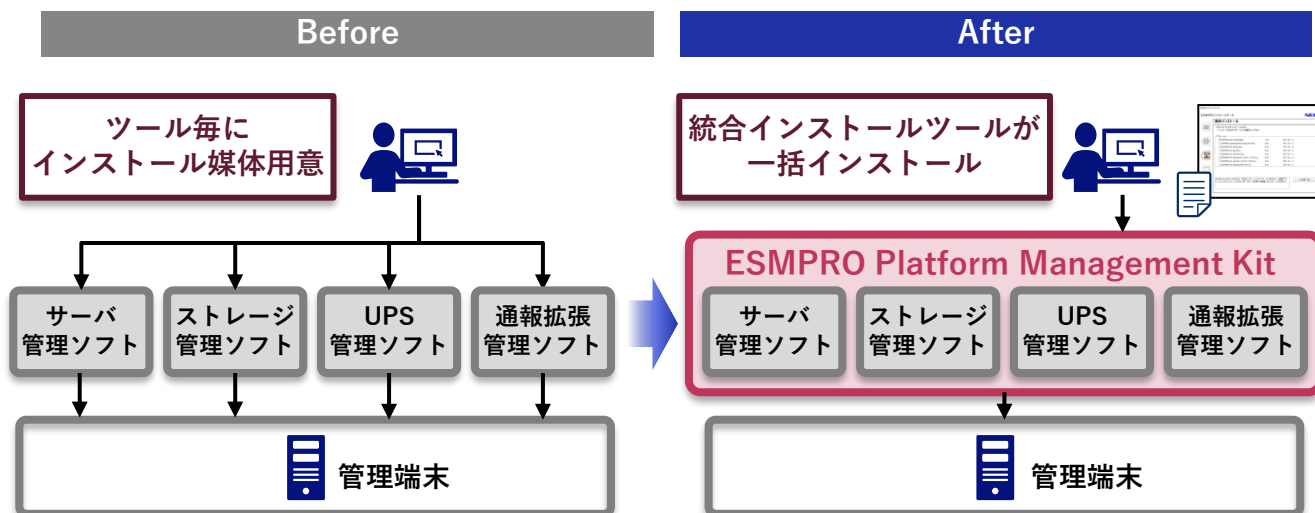 Before
After
ツール毎に
インストール媒体用意
統合インストールツールが
一括インストール
ESMPRO Platform Management Kit
サーバ
管理ソフト
ストレージ
管理ソフト
UPS
管理ソフト
通報拡張
管理ソフト
サーバ
管理ソフト
ストレージ
管理ソフト
UPS
管理ソフト
通報拡張
管理ソフト
管理端末
管理端末